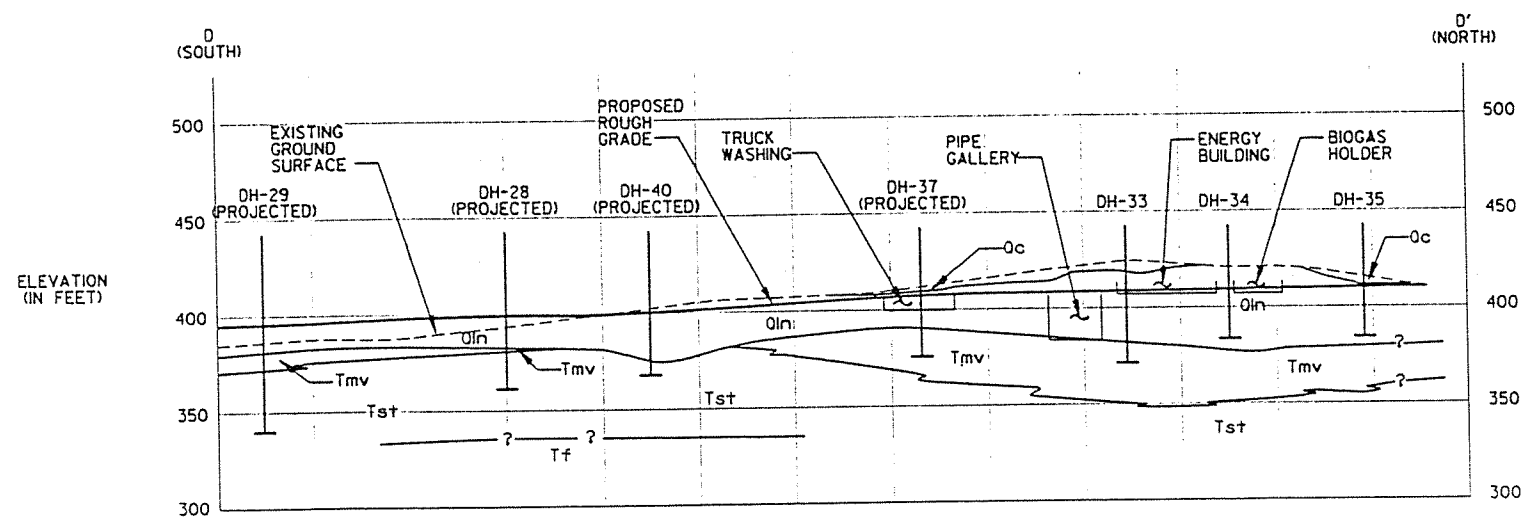 D
(SOUTH)
D'
(NORTH)
500
500
EXISTING
GROUND
SURFACE
PROPOSED
ROUGH
GRADE
TRUCK
WASHING
PIPE
GALLERY
ENERGY
BUILDING
BIOGAS
HOLDER
DH-29
(PROJECTED)
DH-28
(PROJECTED)
DH-40
(PROJECTED)
DH-37
(PROJECTED)
DH-33
DH-34
DH-35
450
450
Qc
Qc
ELEVATION
(IN FEET)
400
400
Qln
Qln
Qln
Tmv
Tmv
Tmv
Tmv
?
?
350
350
Tst
Tst
Tst
? ?
Tf
300
300